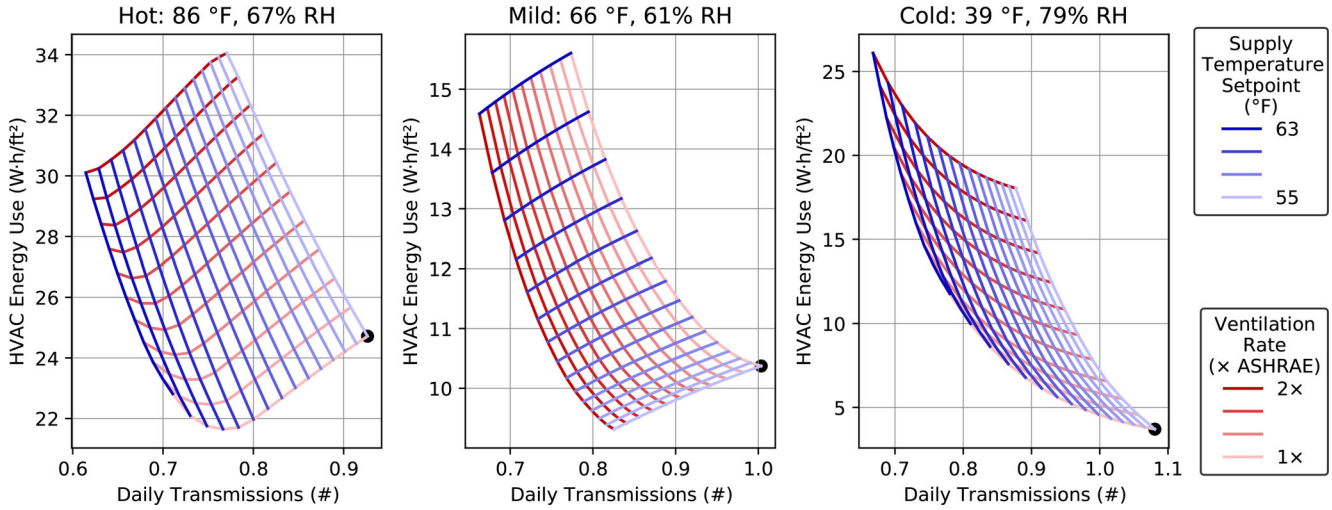 Hot: 86 °F, 67% RH
HVAC Energy Use (W·h/ft²)
34
32
30
28
26
24
22
0.6
0.7
0.8
0.9
Daily Transmissions (#)
Mild: 66 °F, 61% RH
HVAC Energy Use (W·h/ft²)
15
14
13
12
11
10
0.7
0.8
0.9
1.0
Daily Transmissions (#)
Cold: 39 °F, 79% RH
HVAC Energy Use (W·h/ft²)
25
20
15
10
5
0.7
0.8
0.9
1.0
1.1
Daily Transmissions (#)
Supply
Temperature
Setpoint
(°F)
63
55
Ventilation
Rate
(× ASHRAE)
2×
1×